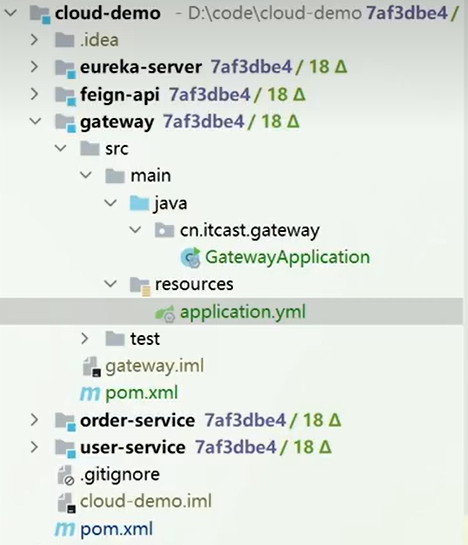 cloud-demo - D:\code\cloud-demo 7af3dbe4 /
.idea
eureka-server 7af3dbe4 / 18 Δ
feign-api 7af3dbe4 / 18 Δ
gateway 7af3dbe4 / 18 Δ
src
main
java
cn.itcast.gateway
GatewayApplication
resources
application.yml
test
gateway.iml
pom.xml
order-service 7af3dbe4 / 18 Δ
user-service 7af3dbe4 / 18 Δ
.gitignore
cloud-demo.iml
pom.xml